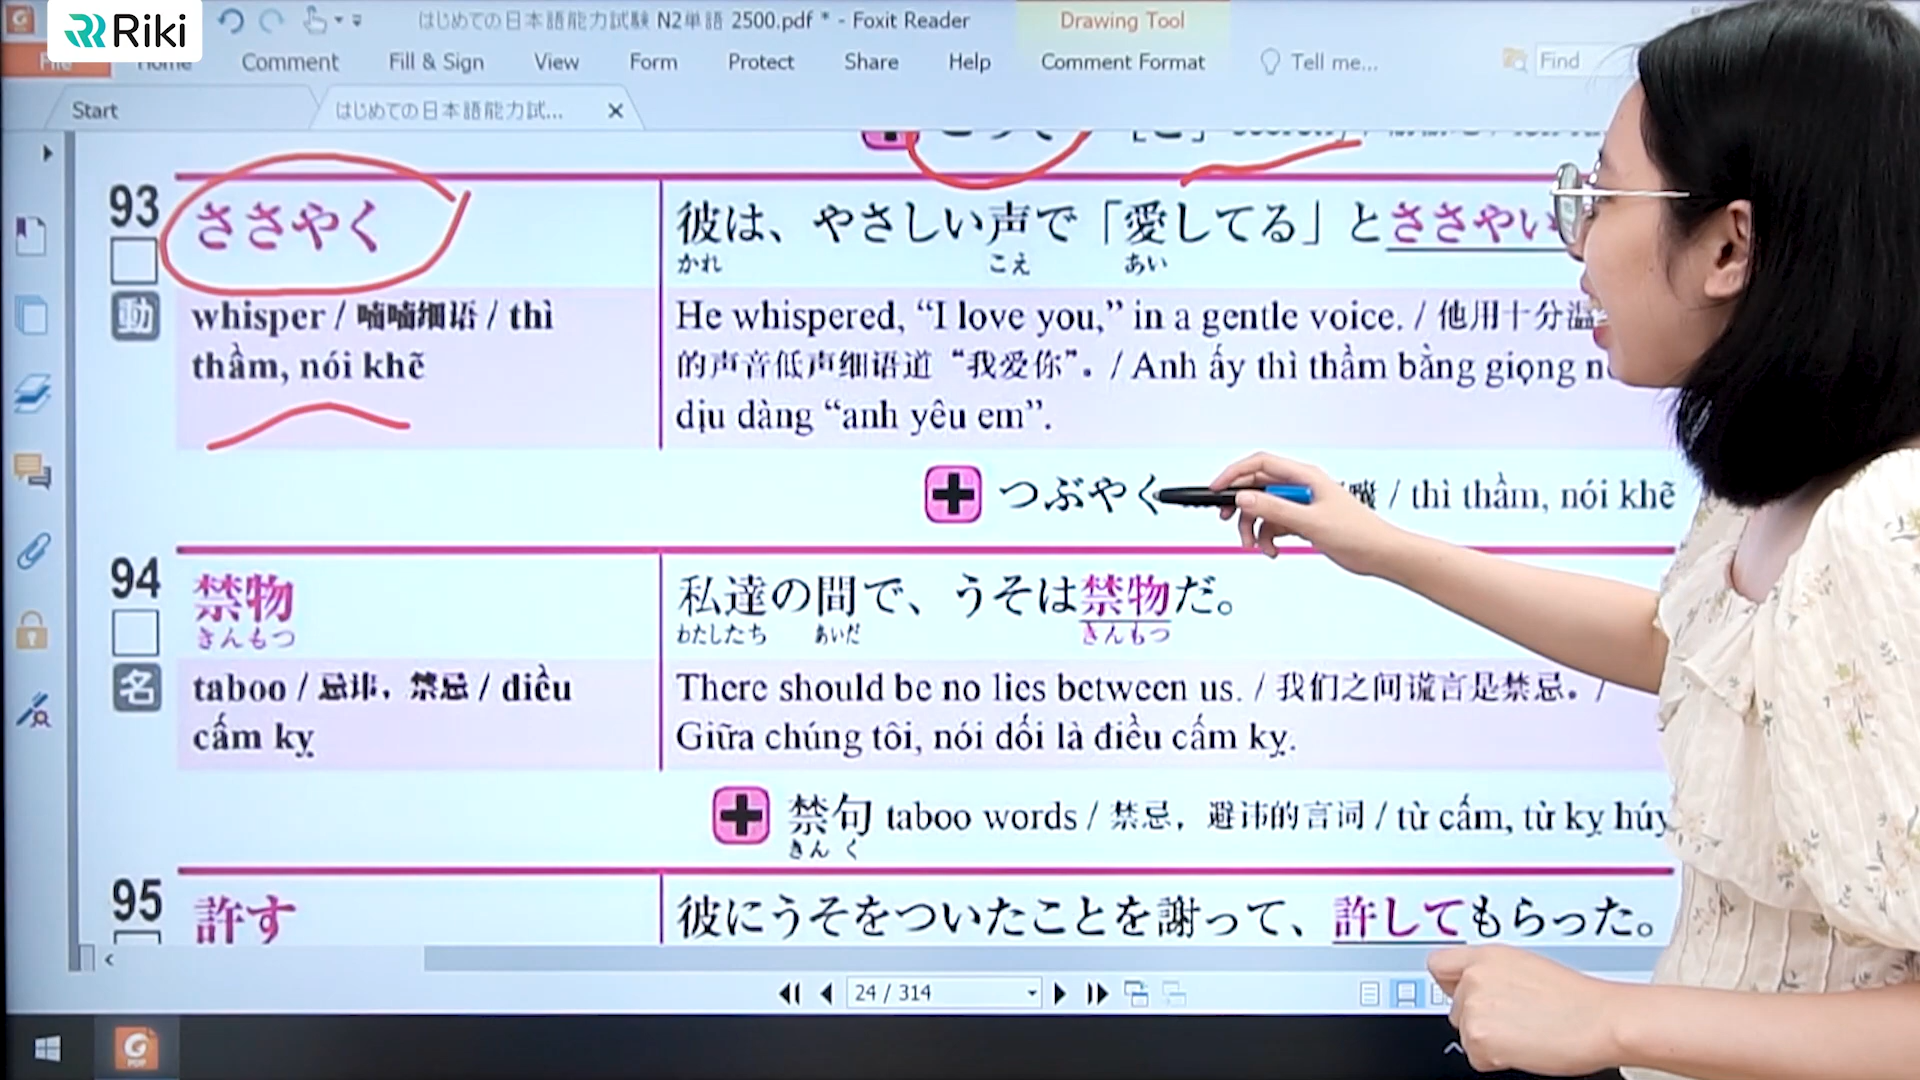 Riki
はじめての日本語能力試験 N2単語 2500.pdf * - Foxit Reader
Drawing Tool
File
Home
Comment
Fill & Sign
View
Form
Protect
Share
Help
Comment Format
Tell me...
Find
Start
はじめての日本語能力試...
93
ささやく
彼は、やさしい声で「愛してる」とささやい
かれ
こえ
あい
動
whisper / 喃喃细语 / thì
thầm, nói khẽ
He whispered, “I love you,” in a gentle voice. / 他用十分温
的声音低声细语道“我爱你”。/ Anh ấy thì thầm bằng giọng
dịu dàng “anh yêu em”.
つぶやく
/ thì thầm, nói khẽ
94
禁物
きんもつ
私達の間で、うそは禁物だ。
わたしたち
あいだ
きんもつ
名
taboo / 忌讳，禁忌 / điều
cấm kỵ
There should be no lies between us. / 我们之间谎言是禁忌。/
Giữa chúng tôi, nói dối là điều cấm kỵ.
禁句 taboo words / 禁忌，避讳的言词 / từ cấm, từ kỵ húy
きん く
95
許す
彼にうそをついたことを謝って、許してもらった。
24 / 314